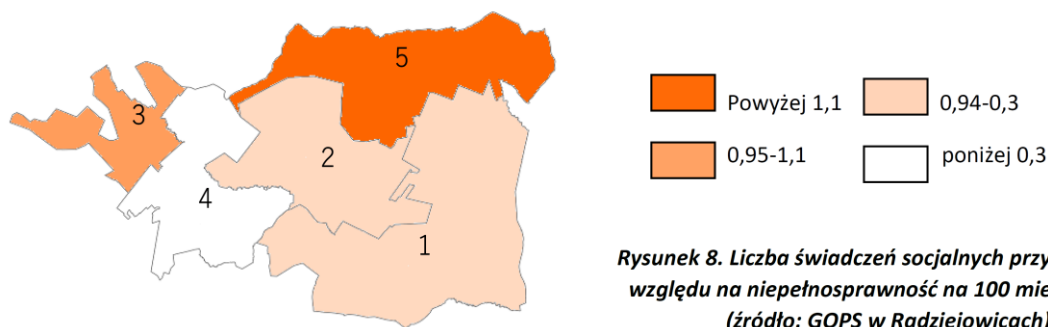 5
3
2
4
1
Powyżej 1,1
0,94-0,3
0,95-1,1
poniżej 0,3
Rysunek 8. Liczba świadczeń socjalnych przy
względu na niepełnosprawność na 100 mie
(źródło: GOPS w Radziejowicach)